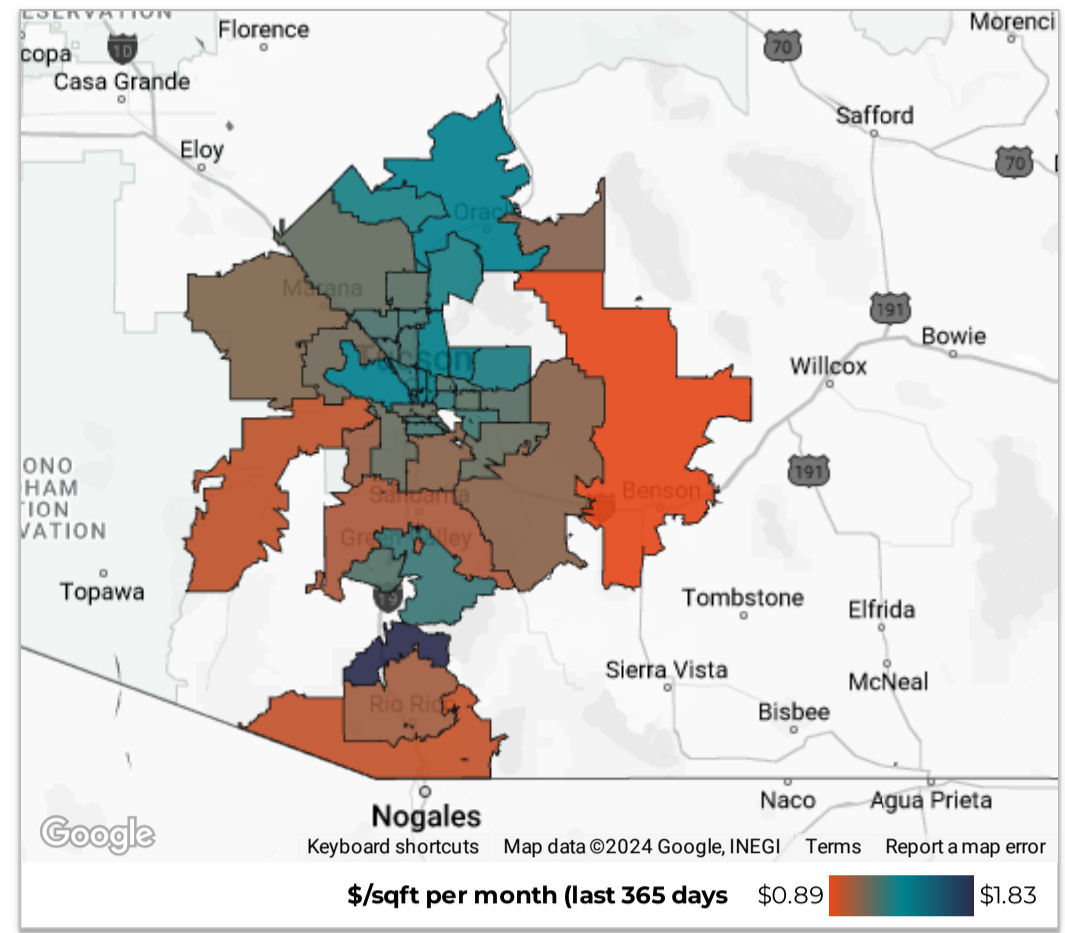 ESERVATION
Florence
Morenci
copa
10
70
Casa Grande
Safford
Eloy
70
Oracl
Marana
191
Bowie
Tucson
Willcox
ONO
HAM
TION
VATION
191
Sahuarita
Benson
Green Valley
Topawa
19
Tombstone
Elfrida
Sierra Vista
McNeal
Rio Ric
Bisbee
Nogales
Naco
Agua Prieta
Google
Keyboard shortcuts Map data ©2024 Google, INEGI Terms Report a map error
$/sqft per month (last 365 days $0.89 $1.83